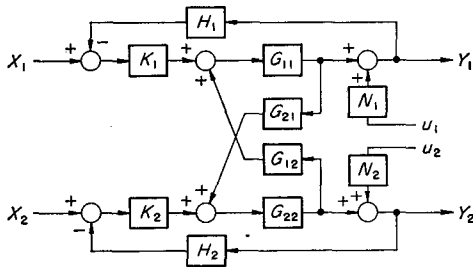 H1
X1 + − K1 + + G11 + + Y1
N1
G21
u1
u2
G12
N2
X2 + − K2 + + G22 + + Y2
H2